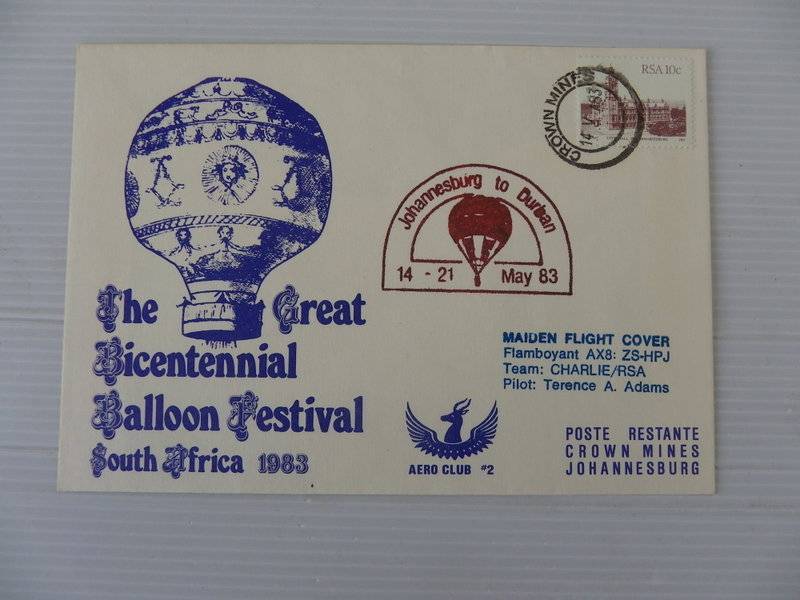 RSA 10c
CROWN MINES
14 V 83
Johannesburg to Durban
14 - 21 May 83
The Great
Bicentennial
Balloon Festival
South Africa 1983
MAIDEN FLIGHT COVER
Flamboyant AX8: ZS-HPJ
Team: CHARLIE/RSA
Pilot: Terence A. Adams
AERO CLUB #2
POSTE RESTANTE
CROWN MINES
JOHANNESBURG